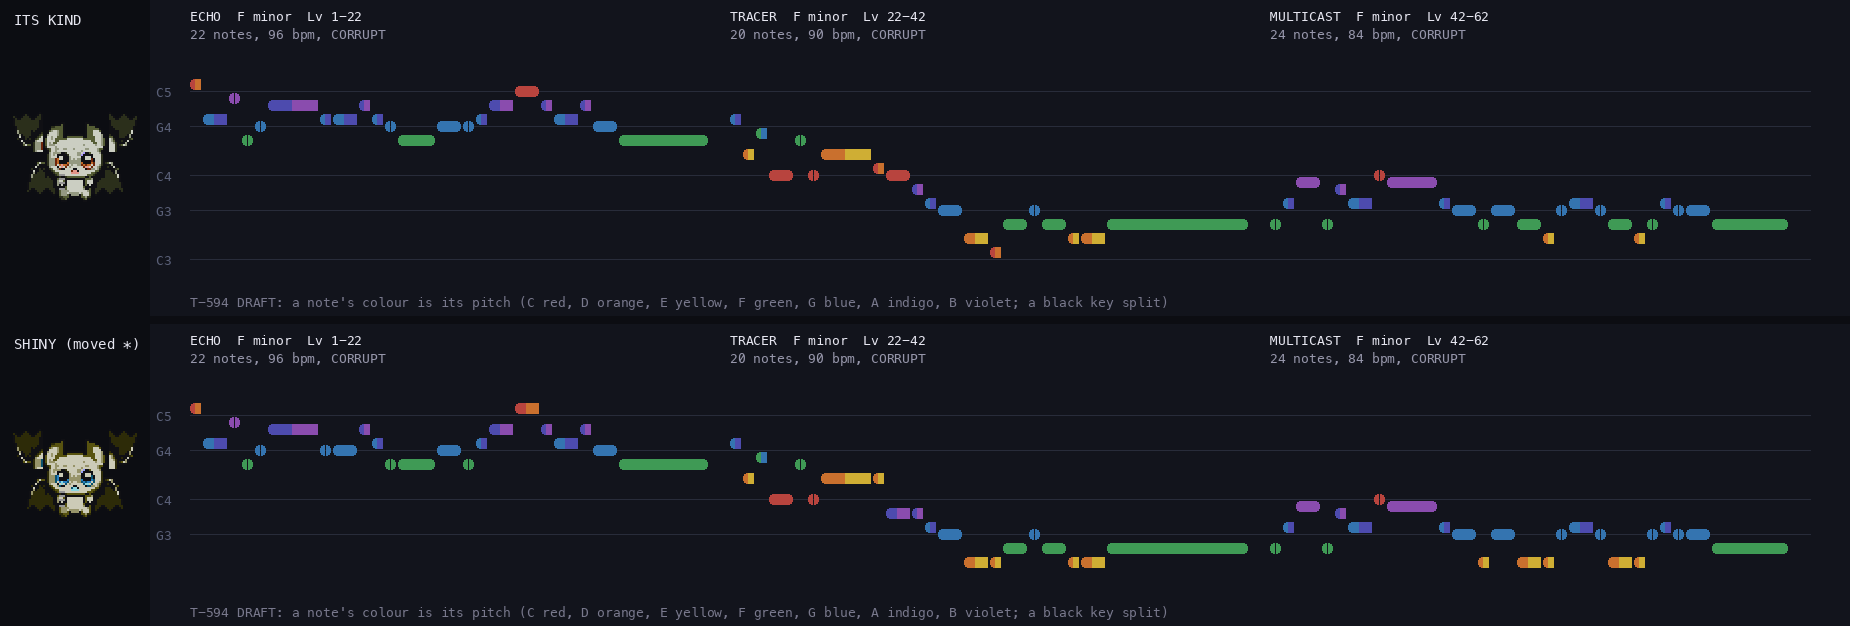 ITS KIND
ECHO  F minor  Lv 1−22
22 notes, 96 bpm, CORRUPT
TRACER  F minor  Lv 22−42
20 notes, 90 bpm, CORRUPT
MULTICAST  F minor  Lv 42−62
24 notes, 84 bpm, CORRUPT
C5
G4
C4
G3
C3
T−594 DRAFT: a note's colour is its pitch (C red, D orange, E yellow, F green, G blue, A indigo, B violet; a black key split)
SHINY (moved *)
ECHO  F minor  Lv 1−22
22 notes, 96 bpm, CORRUPT
TRACER  F minor  Lv 22−42
20 notes, 90 bpm, CORRUPT
MULTICAST  F minor  Lv 42−62
24 notes, 84 bpm, CORRUPT
C5
G4
C4
G3
T−594 DRAFT: a note's colour is its pitch (C red, D orange, E yellow, F green, G blue, A indigo, B violet; a black key split)